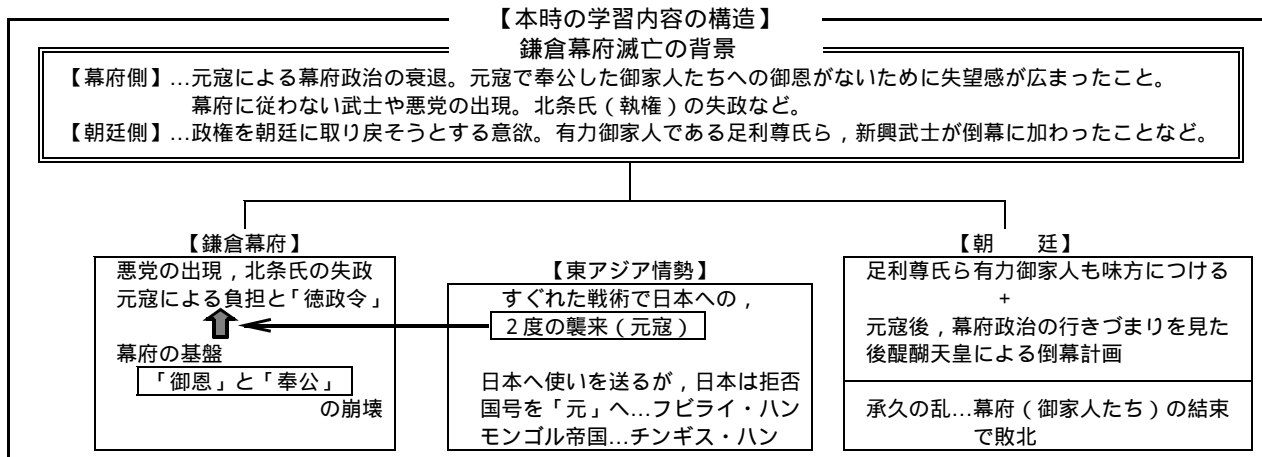 【本時の学習内容の構造】
鎌倉幕府滅亡の背景
【幕府側】…元寇による幕府政治の衰退。元寇で奉公した御家人たちへの御恩がないために失望感が広まったこと。
幕府に従わない武士や悪党の出現。北条氏(執権)の失政など。
【朝廷側】…政権を朝廷に取り戻そうとする意欲。有力御家人である足利尊氏ら,新興武士が倒幕に加わったことなど。
【鎌倉幕府】
悪党の出現,北条氏の失政
元寇による負担と「徳政令」
幕府の基盤
「御恩」と「奉公」
の崩壊
【東アジア情勢】
すぐれた戦術で日本への,
2度の襲来(元寇)
日本へ使いを送るが,日本は拒否
国号を「元」へ…フビライ・ハン
モンゴル帝国…チンギス・ハン
【朝 廷】
足利尊氏ら有力御家人も味方につける
+
元寇後,幕府政治の行きづまりを見た
後醍醐天皇による倒幕計画
承久の乱…幕府(御家人たち)の結束
で敗北